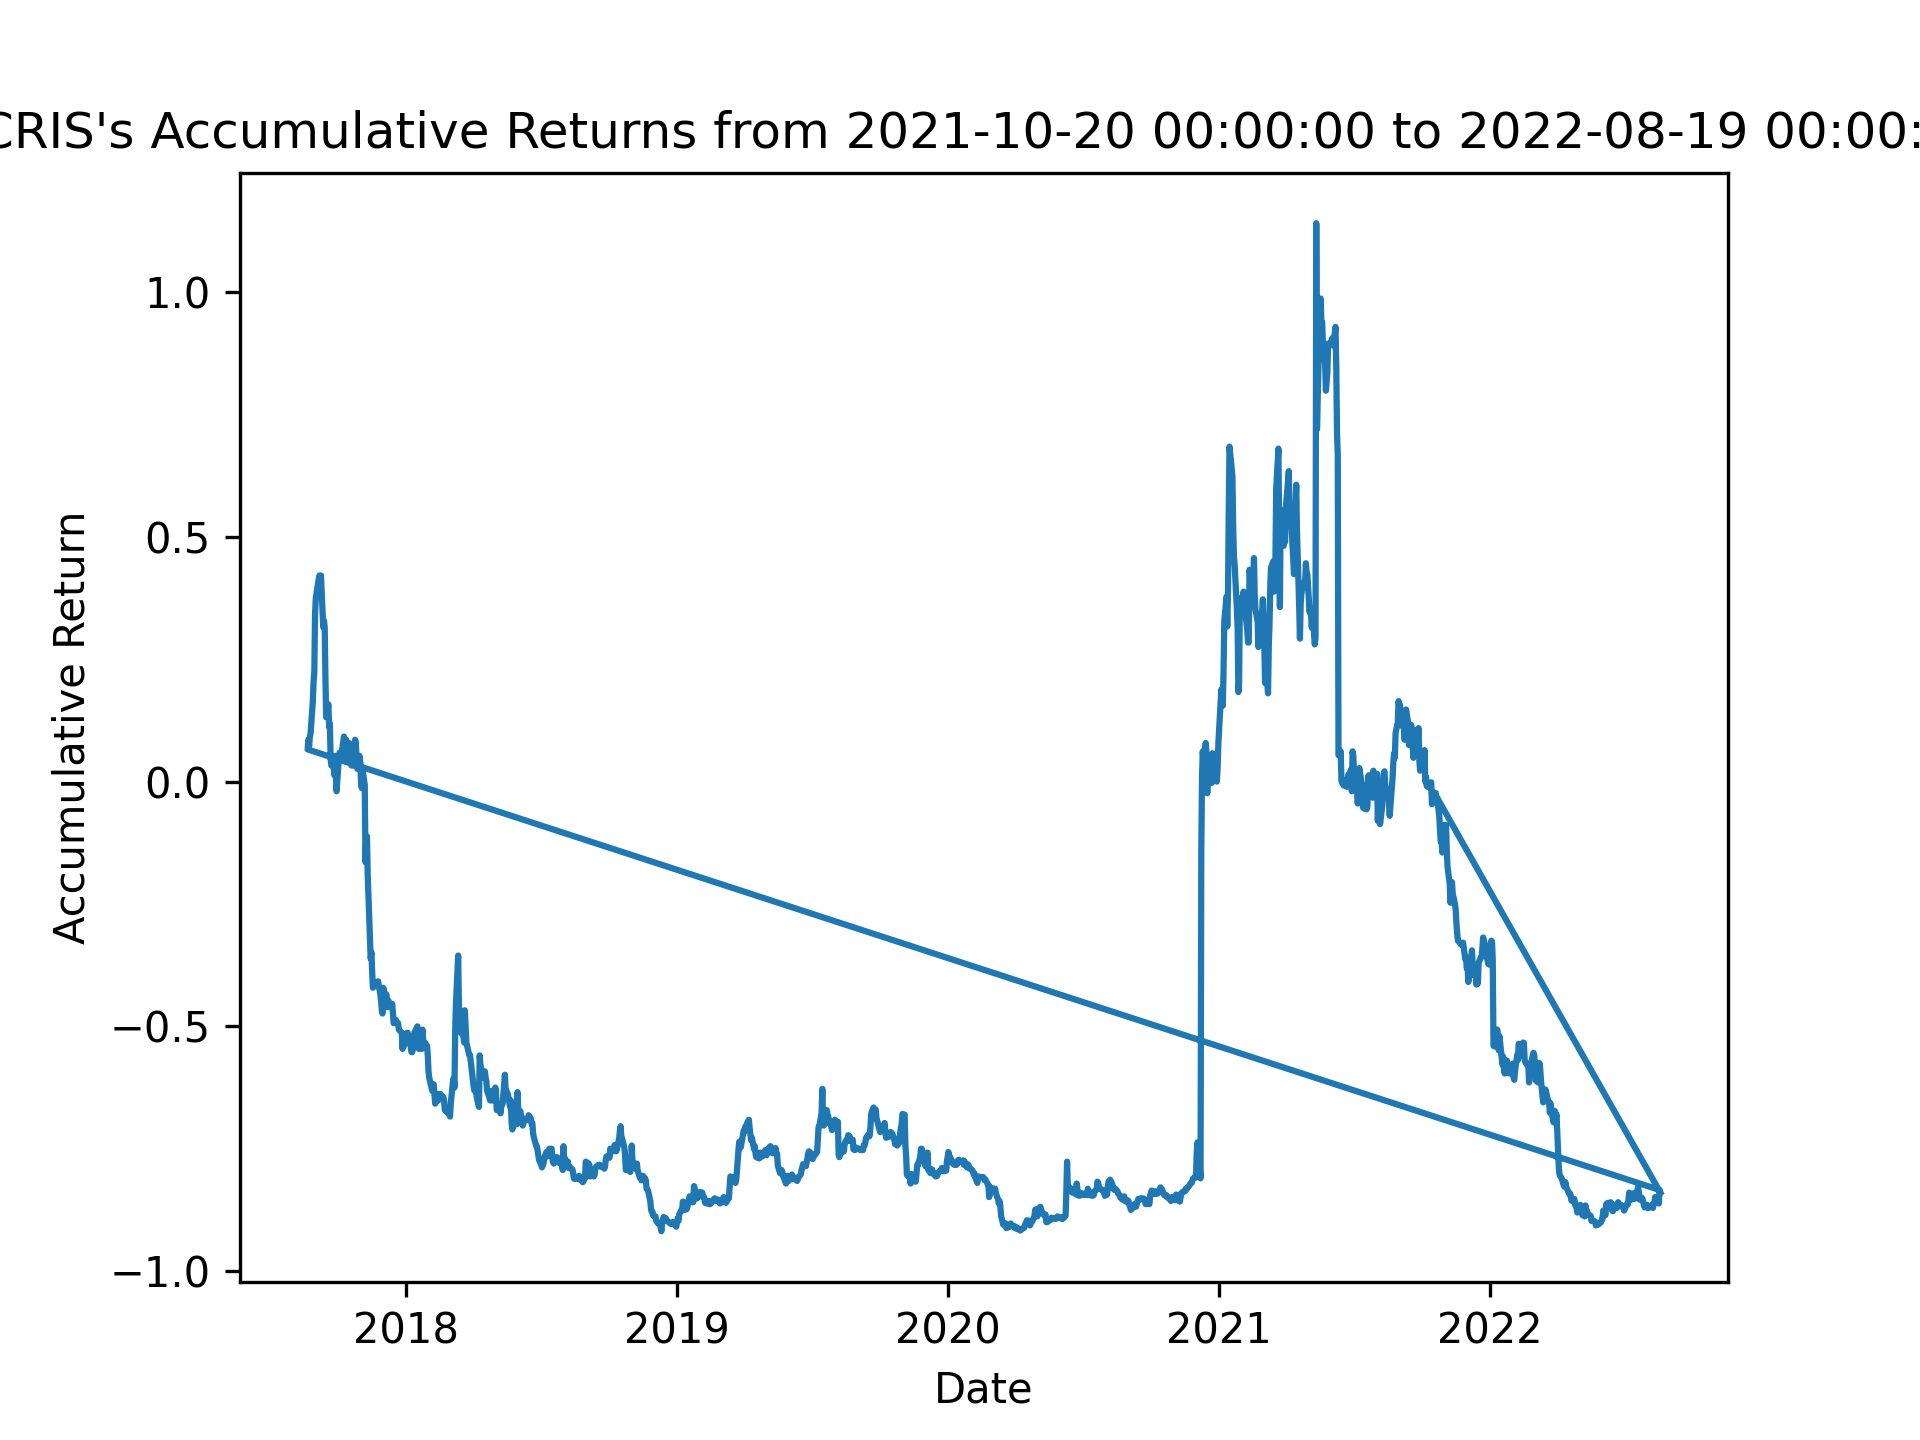 CRIS's Accumulative Returns from 2021-10-20 00:00:00 to 2022-08-19 00:00:
1.0
0.5
0.0
−0.5
−1.0
Accumulative Return
2018 2019 2020 2021 2022
Date